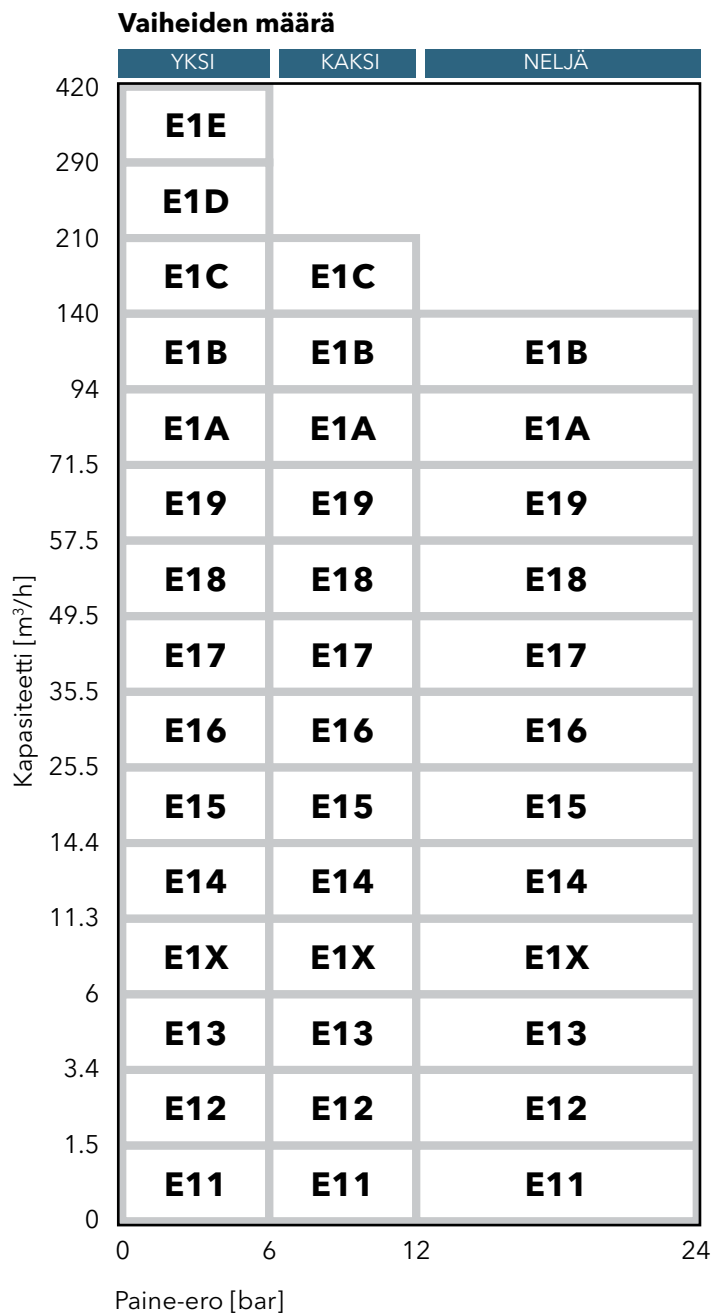 Vaiheiden määrä
YKSI KAKSI NELJÄ
420
E1E
290
E1D
210
E1C E1C
140
E1B E1B E1B
94
E1A E1A E1A
71.5
E19 E19 E19
57.5
E18 E18 E18
49.5
E17 E17 E17
35.5
E16 E16 E16
25.5
E15 E15 E15
14.4
E14 E14 E14
11.3
E1X E1X E1X
6
E13 E13 E13
3.4
E12 E12 E12
1.5
E11 E11 E11
0
0 6 12 24
Kapasiteetti [m³/h]
Paine-ero [bar]